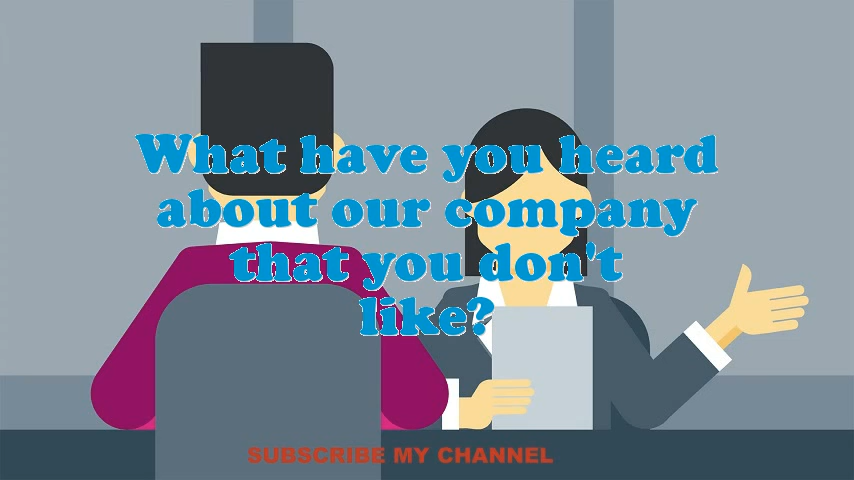 What have you heard
about our company
that you don't
like?
SUBSCRIBE MY CHANNEL